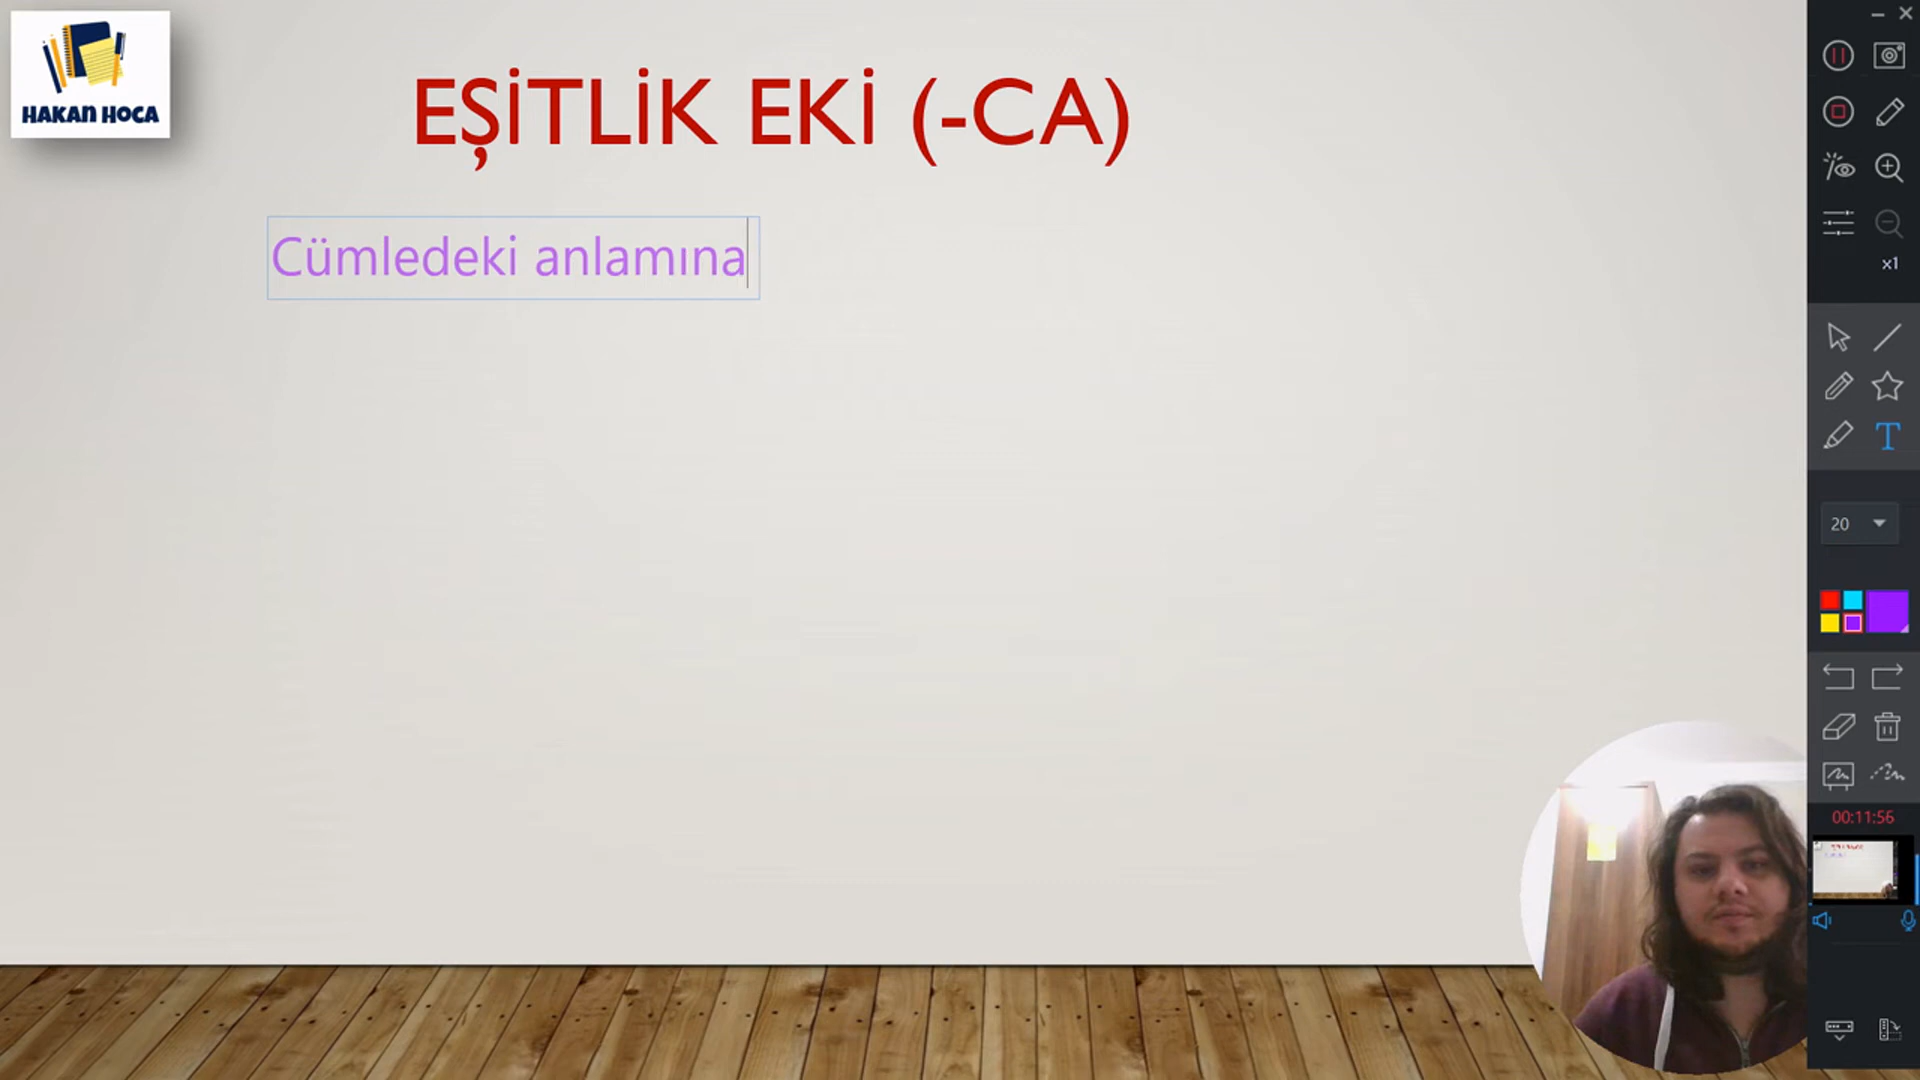 HAKAN HOCA
EŞİTLİK EKİ (-CA)
Cümledeki anlamına
x1
T
20
00:11:56